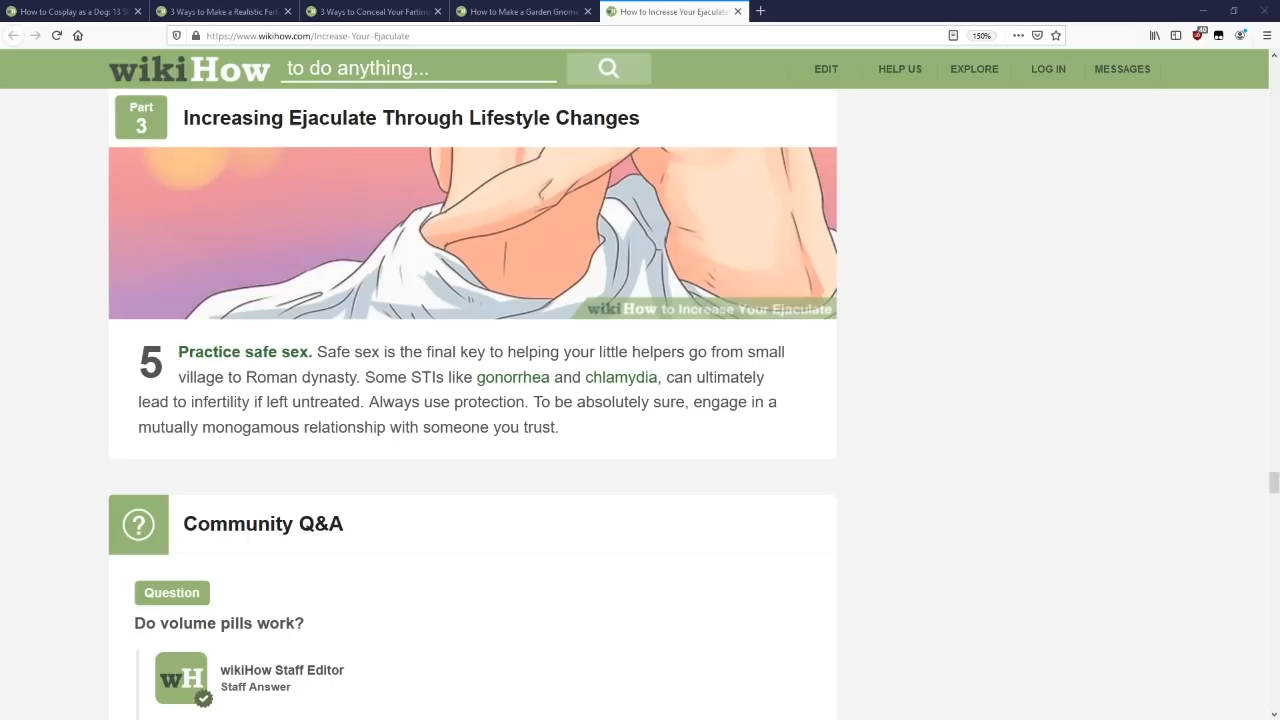 How to Cosplay as a Dog: 13 S
3 Ways to Make a Realistic Fart
3 Ways to Conceal Your Farting
How to Make a Garden Gnome
How to Increase Your Ejaculate
https://www.wikihow.com/Increase-Your-Ejaculate
150%
wikiHow to do anything...
EDIT
HELP US
EXPLORE
LOG IN
MESSAGES
Part
3
Increasing Ejaculate Through Lifestyle Changes
wikiHow to Increase Your Ejaculate
5 Practice safe sex. Safe sex is the final key to helping your little helpers go from small
village to Roman dynasty. Some STIs like gonorrhea and chlamydia, can ultimately
lead to infertility if left untreated. Always use protection. To be absolutely sure, engage in a
mutually monogamous relationship with someone you trust.
?
Community Q&A
Question
Do volume pills work?
wH
wikiHow Staff Editor
Staff Answer